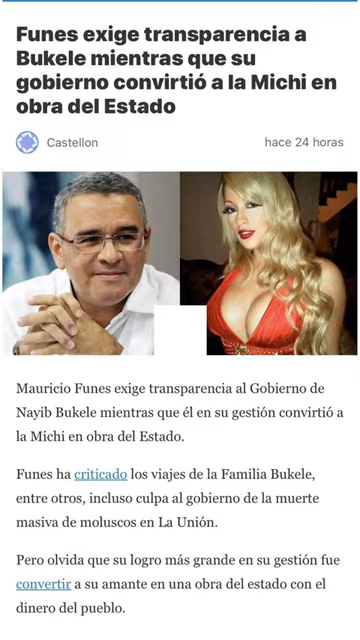 Funes exige transparencia a
Bukele mientras que su
gobierno convirtió a la Michi en
obra del Estado
Castellon
hace 24 horas
Mauricio Funes exige transparencia al Gobierno de
Nayib Bukele mientras que él en su gestión convirtió a
la Michi en obra del Estado.
Funes ha criticado los viajes de la Familia Bukele,
entre otros, incluso culpa al gobierno de la muerte
masiva de moluscos en La Unión.
Pero olvida que su logro más grande en su gestión fue
convertir a su amante en una obra del estado con el
dinero del pueblo.